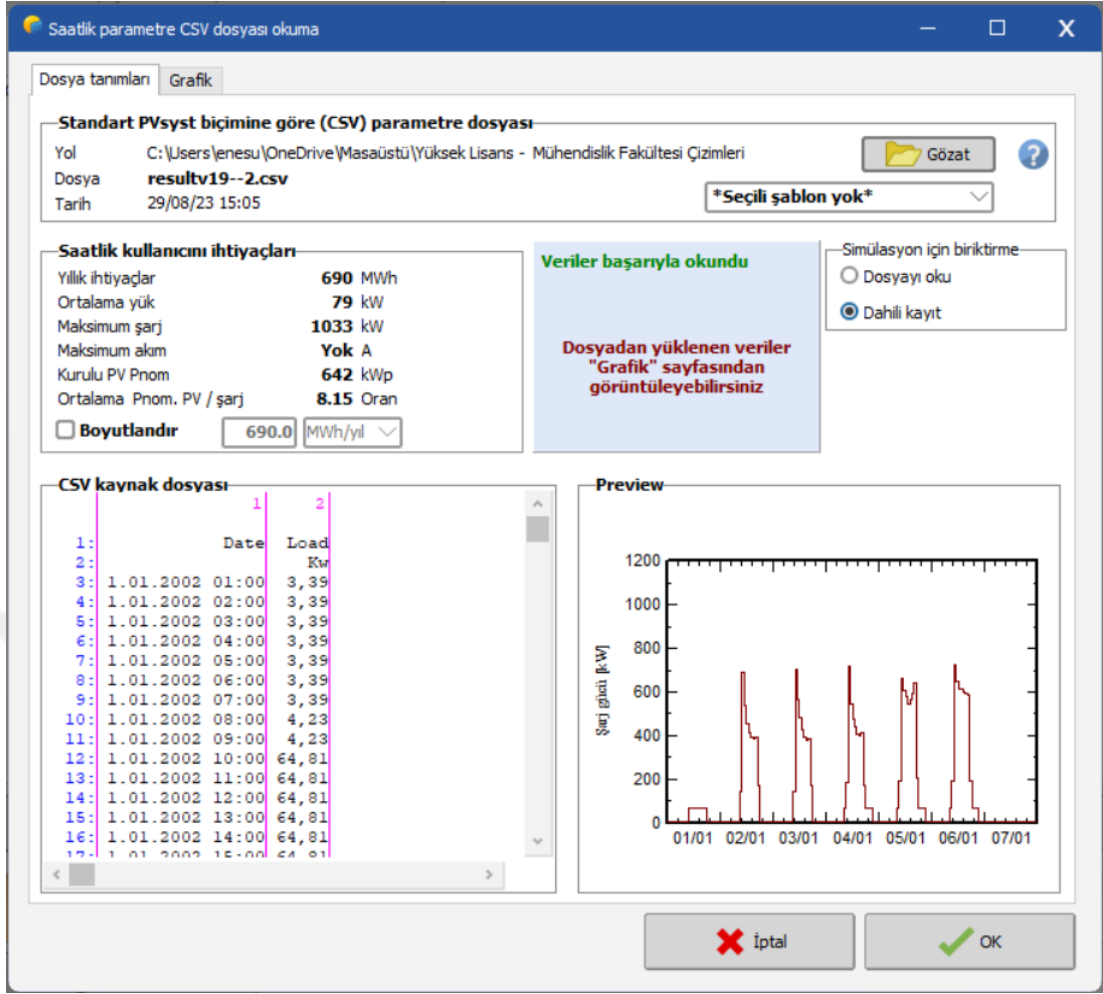 Saatlik parametre CSV dosyası okuma
Dosya tanımları Grafik
Standart PVsyst biçimine göre (CSV) parametre dosyası
Yol C:\Users\enesu\OneDrive\Masaüstü\Yüksek Lisans - Mühendislik Fakültesi Çizimleri
Gözat
Dosya resultv19--2.csv
Tarih 29/08/23 15:05
*Seçili şablon yok*
Saatlik kullanıcını ihtiyaçları
Yıllık ihtiyaçlar 690 MWh
Ortalama yük 79 kW
Maksimum şarj 1033 kW
Maksimum akım Yok A
Kurulu PV Pnom 642 kWp
Ortalama Pnom. PV / şarj 8.15 Oran
Boyutlandır 690.0 MWh/yıl
Veriler başarıyla okundu
Dosyadan yüklenen veriler
"Grafik" sayfasından
görüntüleyebilirsiniz
Simülasyon için biriktirme
Dosyayı oku
Dahili kayıt
CSV kaynak dosyası
1 2
1: Date Load
2: Kw
3: 1.01.2002 01:00 3,39
4: 1.01.2002 02:00 3,39
5: 1.01.2002 03:00 3,39
6: 1.01.2002 04:00 3,39
7: 1.01.2002 05:00 3,39
8: 1.01.2002 06:00 3,39
9: 1.01.2002 07:00 3,39
10: 1.01.2002 08:00 4,23
11: 1.01.2002 09:00 4,23
12: 1.01.2002 10:00 64,81
13: 1.01.2002 11:00 64,81
14: 1.01.2002 12:00 64,81
15: 1.01.2002 13:00 64,81
16: 1.01.2002 14:00 64,81
17: 1.01.2002 15:00 64,81
Preview
Şarj gücü [kW]
1200
1000
800
600
400
200
0
01/01 02/01 03/01 04/01 05/01 06/01 07/01
İptal
OK